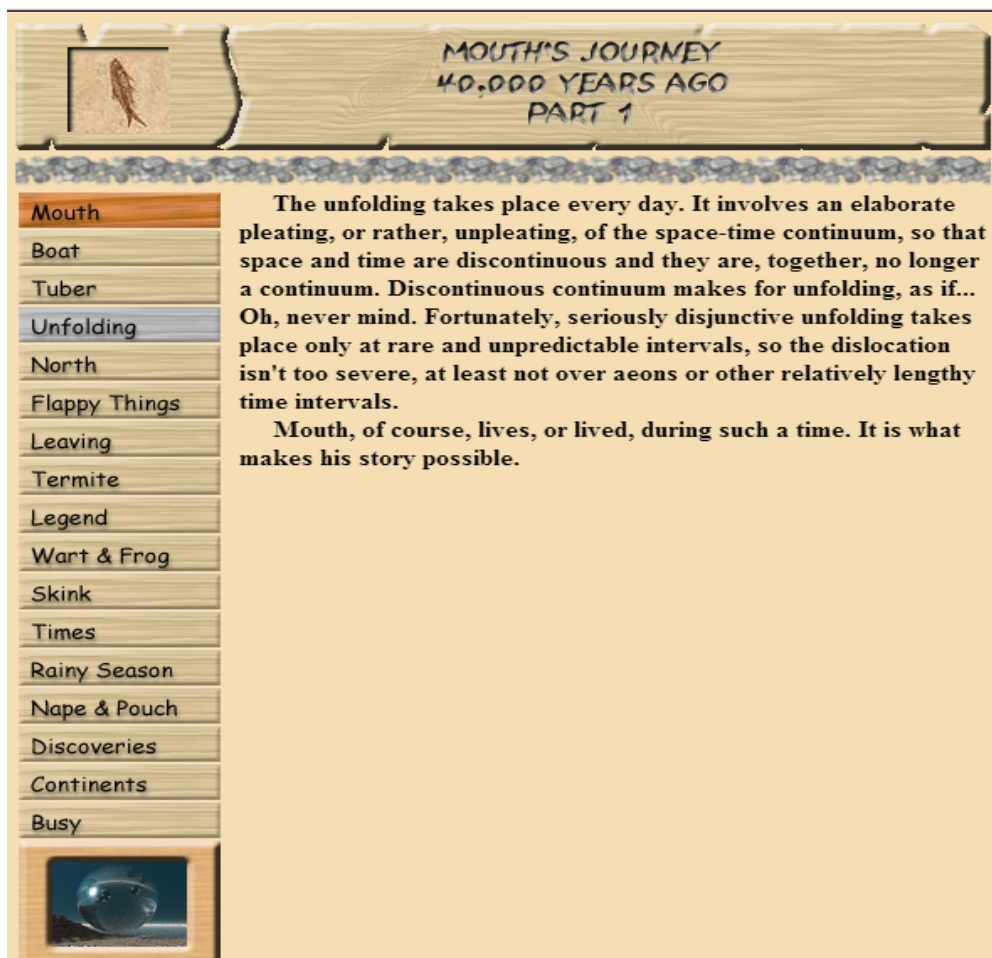 MOUTH'S JOURNEY
40,000 YEARS AGO
PART 1
Mouth
Boat
Tuber
Unfolding
North
Flappy Things
Leaving
Termite
Legend
Wart & Frog
Skink
Times
Rainy Season
Nape & Pouch
Discoveries
Continents
Busy
The unfolding takes place every day. It involves an elaborate
pleating, or rather, unpleating, of the space-time continuum, so that
space and time are discontinuous and they are, together, no longer
a continuum. Discontinuous continuum makes for unfolding, as if...
Oh, never mind. Fortunately, seriously disjunctive unfolding takes
place only at rare and unpredictable intervals, so the dislocation
isn't too severe, at least not over aeons or other relatively lengthy
time intervals.
Mouth, of course, lives, or lived, during such a time. It is what
makes his story possible.